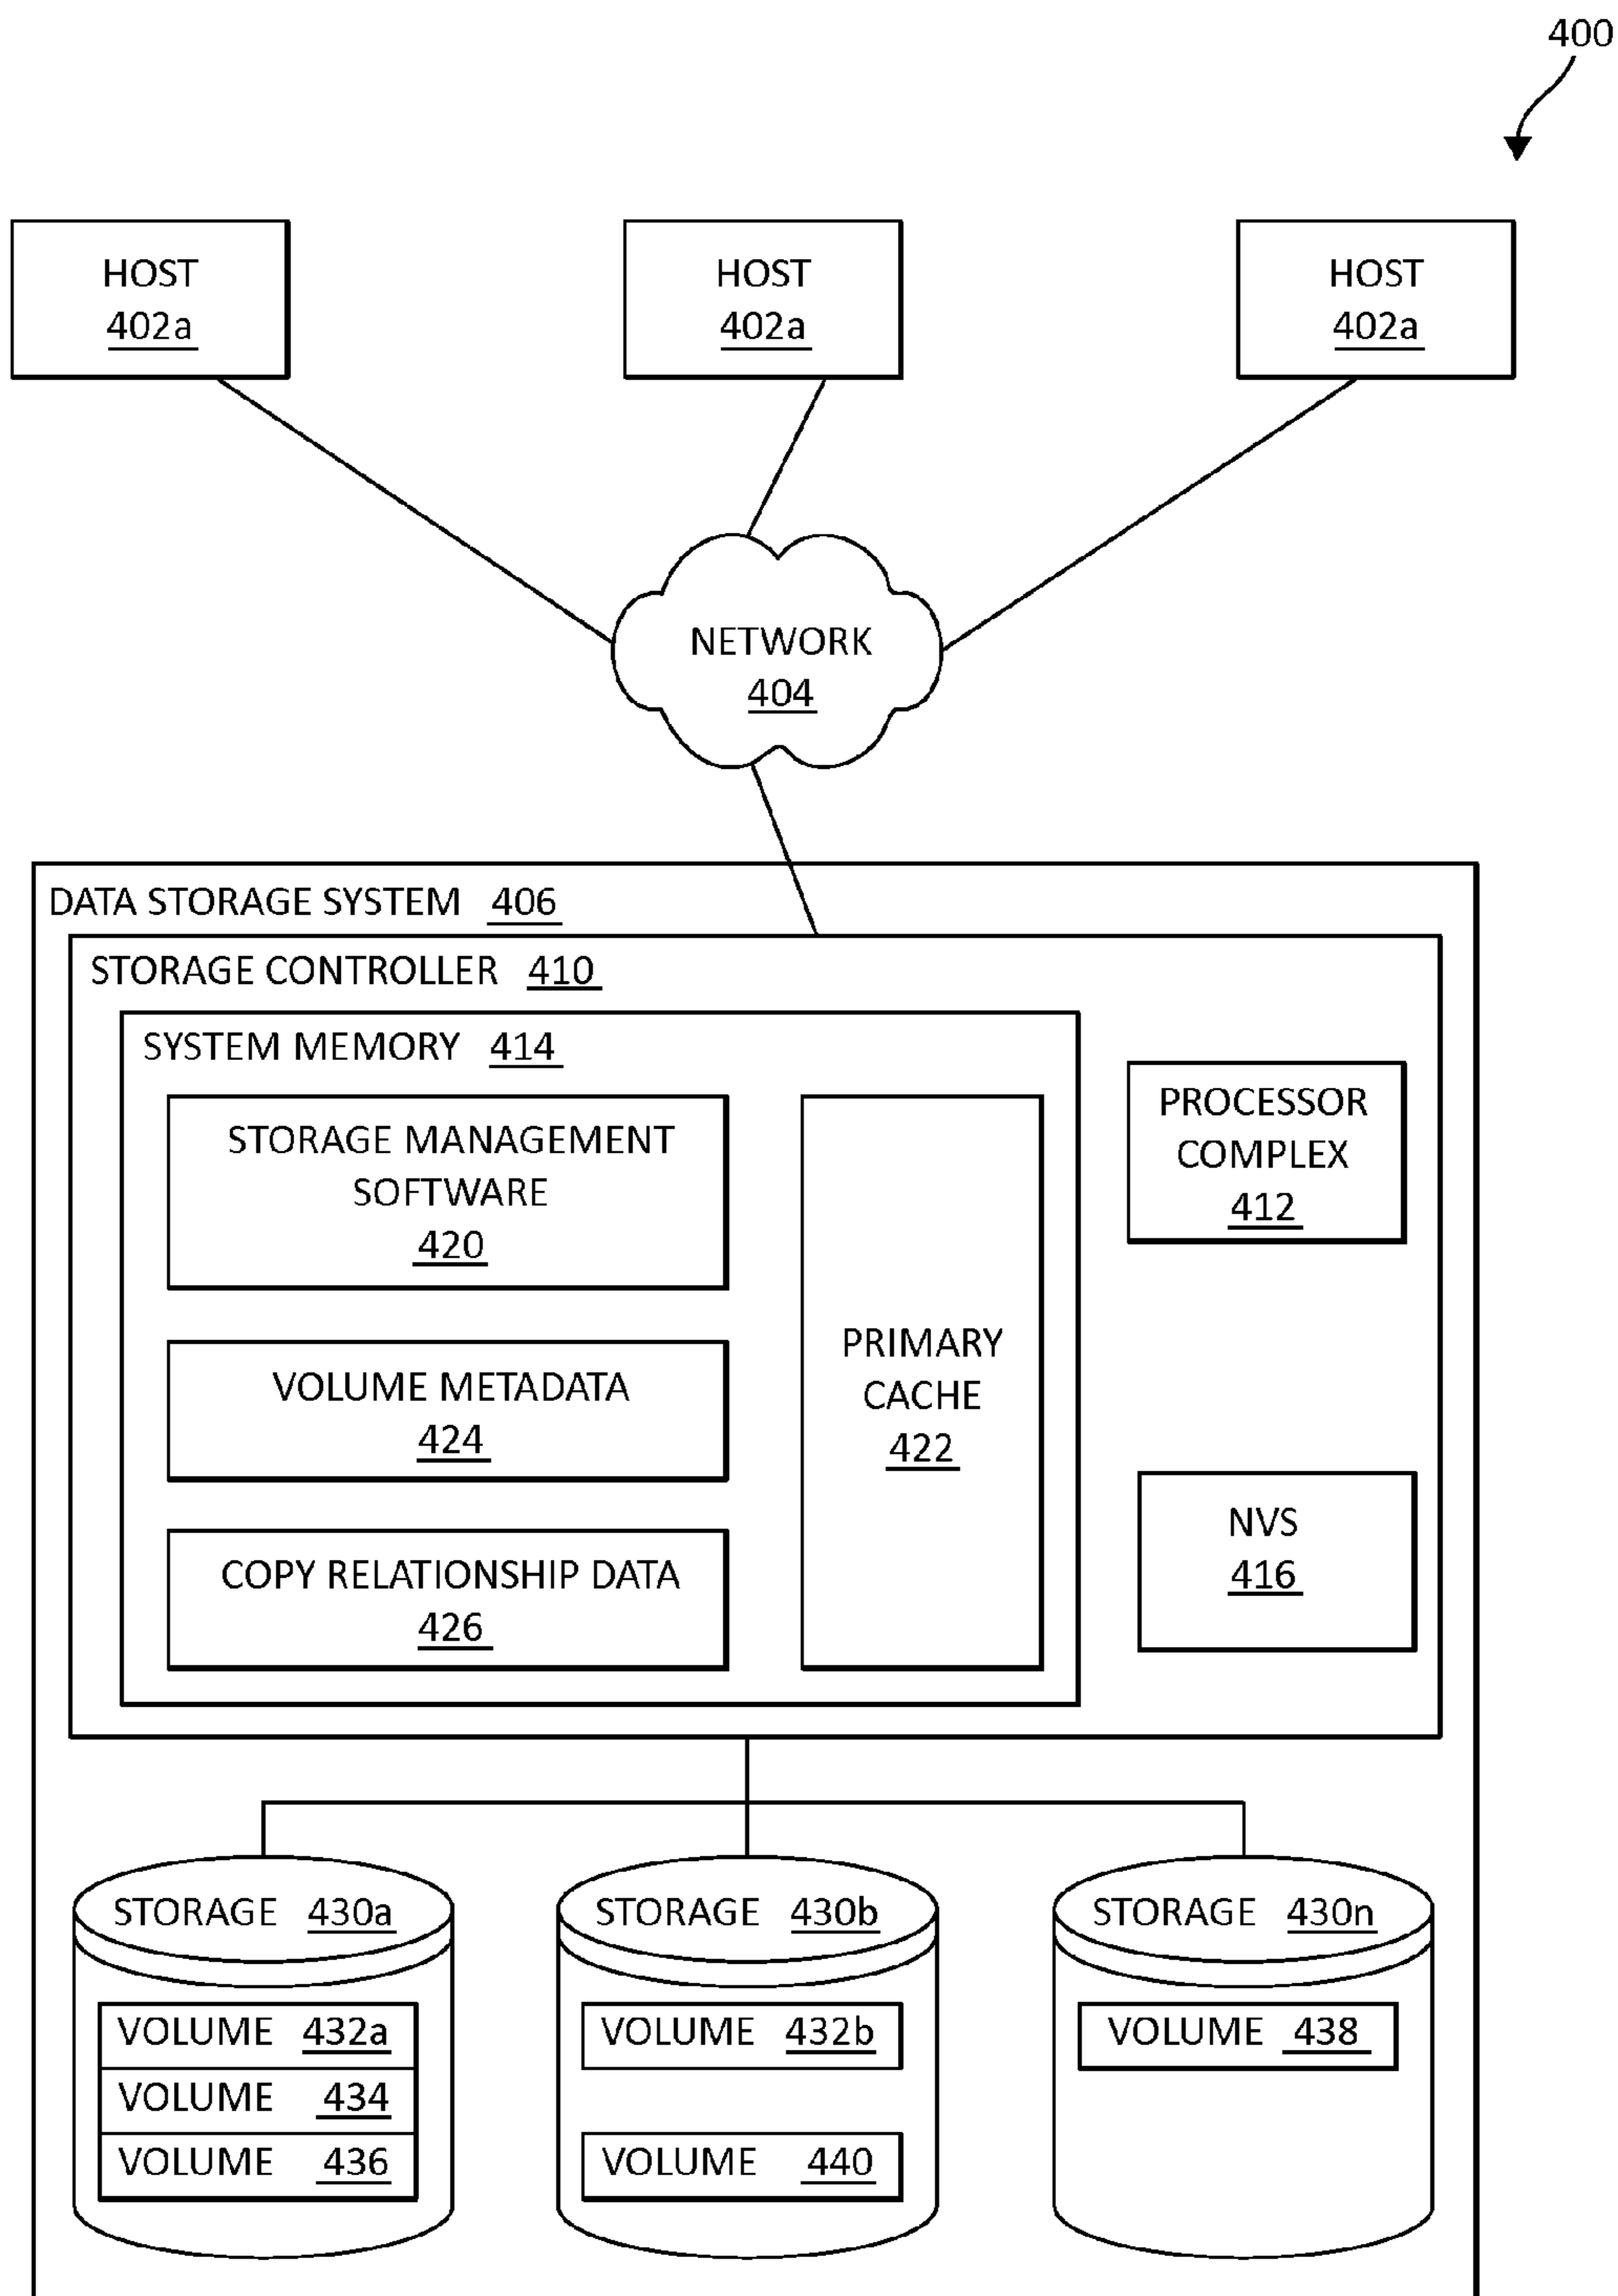 400
HOST
402a
HOST
402a
HOST
402a
NETWORK
404
DATA STORAGE SYSTEM 406
STORAGE CONTROLLER 410
SYSTEM MEMORY 414
STORAGE MANAGEMENT
SOFTWARE
420
VOLUME METADATA
424
COPY RELATIONSHIP DATA
426
PRIMARY
CACHE
422
PROCESSOR
COMPLEX
412
NVS
416
STORAGE 430a
VOLUME 432a
VOLUME 434
VOLUME 436
STORAGE 430b
VOLUME 432b
VOLUME 440
STORAGE 430n
VOLUME 438